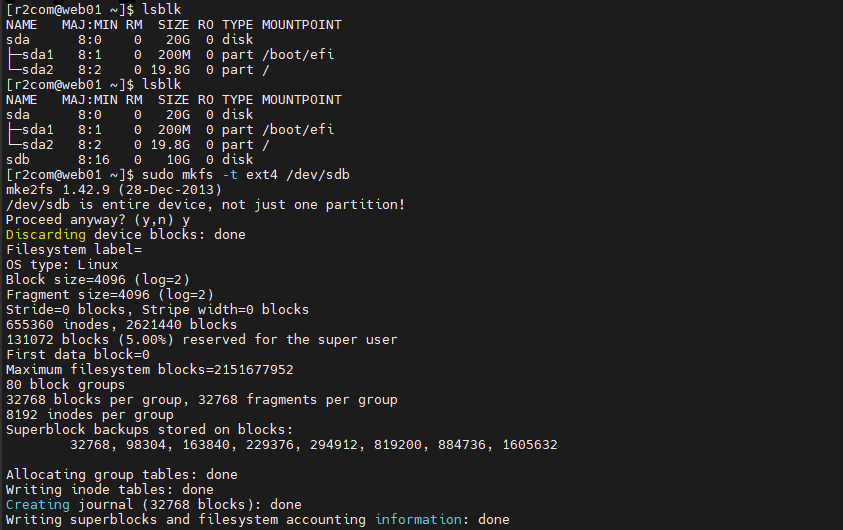 [r2com@web01 ~]$ lsblk
NAME   MAJ:MIN RM  SIZE RO TYPE MOUNTPOINT
sda      8:0    0   20G  0 disk
├─sda1   8:1    0  200M  0 part /boot/efi
└─sda2   8:2    0 19.8G  0 part /
[r2com@web01 ~]$ lsblk
NAME   MAJ:MIN RM  SIZE RO TYPE MOUNTPOINT
sda      8:0    0   20G  0 disk
├─sda1   8:1    0  200M  0 part /boot/efi
└─sda2   8:2    0 19.8G  0 part /
sdb      8:16   0   10G  0 disk
[r2com@web01 ~]$ sudo mkfs -t ext4 /dev/sdb
mke2fs 1.42.9 (28-Dec-2013)
/dev/sdb is entire device, not just one partition!
Proceed anyway? (y,n) y
Discarding device blocks: done
Filesystem label=
OS type: Linux
Block size=4096 (log=2)
Fragment size=4096 (log=2)
Stride=0 blocks, Stripe width=0 blocks
655360 inodes, 2621440 blocks
131072 blocks (5.00%) reserved for the super user
First data block=0
Maximum filesystem blocks=2151677952
80 block groups
32768 blocks per group, 32768 fragments per group
8192 inodes per group
Superblock backups stored on blocks:
        32768, 98304, 163840, 229376, 294912, 819200, 884736, 1605632
Allocating group tables: done
Writing inode tables: done
Creating journal (32768 blocks): done
Writing superblocks and filesystem accounting information: done